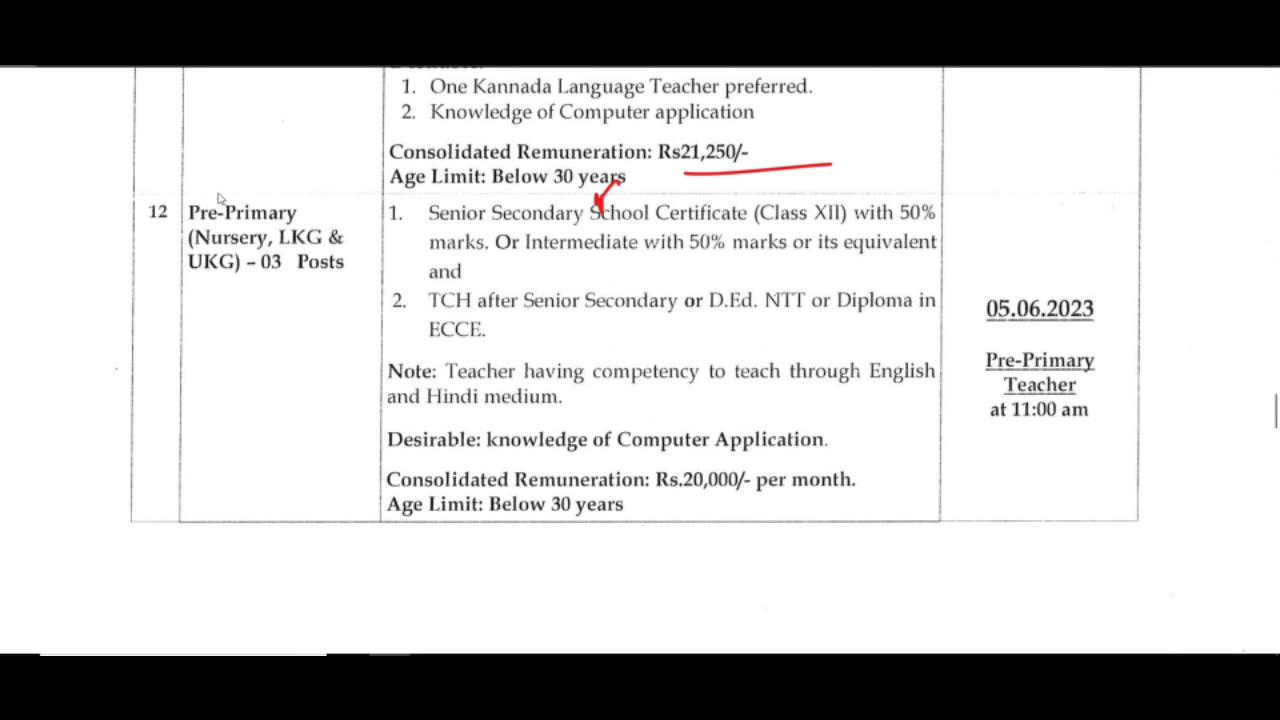 1. One Kannada Language Teacher preferred.
2. Knowledge of Computer application
Consolidated Remuneration: Rs21,250/-
Age Limit: Below 30 years
12
Pre-Primary
(Nursery, LKG &
UKG) – 03 Posts
1. Senior Secondary School Certificate (Class XII) with 50%
marks. Or Intermediate with 50% marks or its equivalent
and
2. TCH after Senior Secondary or D.Ed. NTT or Diploma in
ECCE.
Note: Teacher having competency to teach through English
and Hindi medium.
Desirable: knowledge of Computer Application.
Consolidated Remuneration: Rs.20,000/- per month.
Age Limit: Below 30 years
05.06.2023
Pre-Primary
Teacher
at 11:00 am